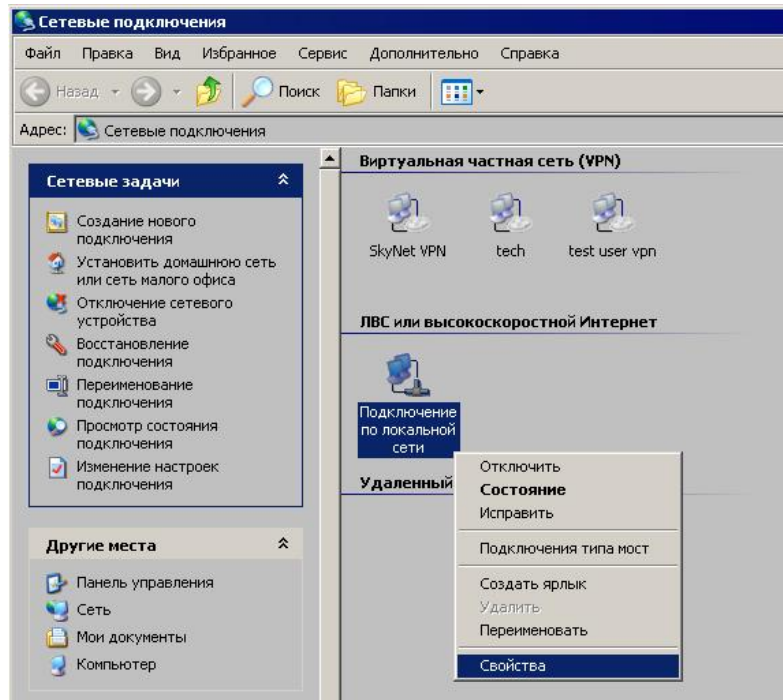 Сетевые подключения
Файл Правка Вид Избранное Сервис Дополнительно Справка
Назад Поиск Папки
Адрес: Сетевые подключения
Сетевые задачи
Создание нового
подключения
Установить домашнюю сеть
или сеть малого офиса
Отключение сетевого
устройства
Восстановление
подключения
Переименование
подключения
Просмотр состояния
подключения
Изменение настроек
подключения
Другие места
Панель управления
Сеть
Мои документы
Компьютер
Виртуальная частная сеть (VPN)
SkyNet VPN tech test user vpn
ЛВС или высокоскоростной Интернет
Подключение
по локальной
сети
Удаленный
Отключить
Состояние
Исправить
Подключения типа мост
Создать ярлык
Удалить
Переименовать
Свойства